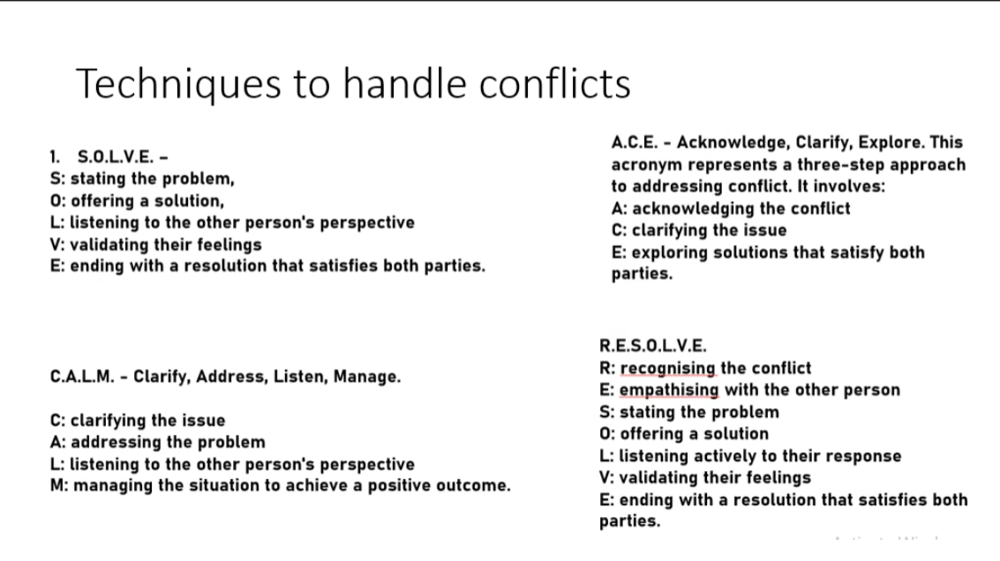 Techniques to handle conflicts
1. S.O.L.V.E. –
S: stating the problem,
O: offering a solution,
L: listening to the other person's perspective
V: validating their feelings
E: ending with a resolution that satisfies both parties.
A.C.E. - Acknowledge, Clarify, Explore. This
acronym represents a three-step approach
to addressing conflict. It involves:
A: acknowledging the conflict
C: clarifying the issue
E: exploring solutions that satisfy both
parties.
C.A.L.M. - Clarify, Address, Listen, Manage.
C: clarifying the issue
A: addressing the problem
L: listening to the other person's perspective
M: managing the situation to achieve a positive outcome.
R.E.S.O.L.V.E.
R: recognising the conflict
E: empathising with the other person
S: stating the problem
O: offering a solution
L: listening actively to their response
V: validating their feelings
E: ending with a resolution that satisfies both
parties.